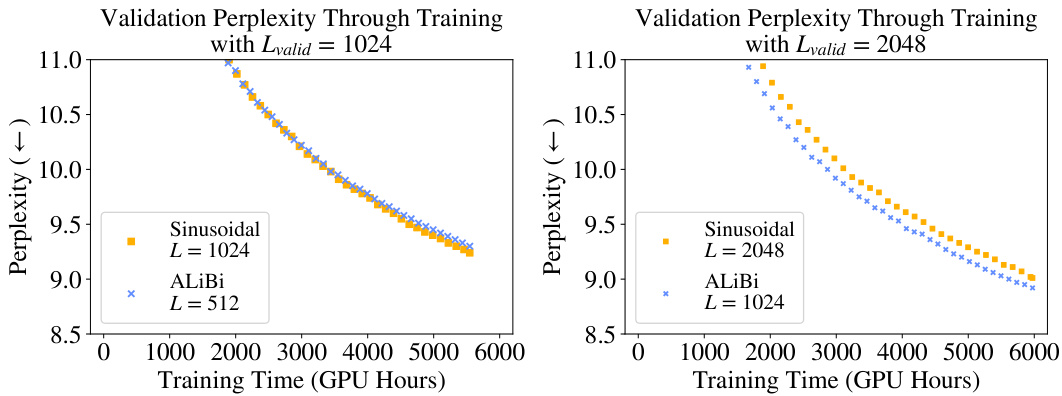 Validation Perplexity Through Training
with L_valid = 1024
11.0
10.5
10.0
9.5
9.0
8.5
Perplexity (←)
Sinusoidal
L = 1024
ALiBi
L = 512
0 1000 2000 3000 4000 5000 6000
Training Time (GPU Hours)
Validation Perplexity Through Training
with L_valid = 2048
11.0
10.5
10.0
9.5
9.0
8.5
Perplexity (←)
Sinusoidal
L = 2048
ALiBi
L = 1024
0 1000 2000 3000 4000 5000 6000
Training Time (GPU Hours)